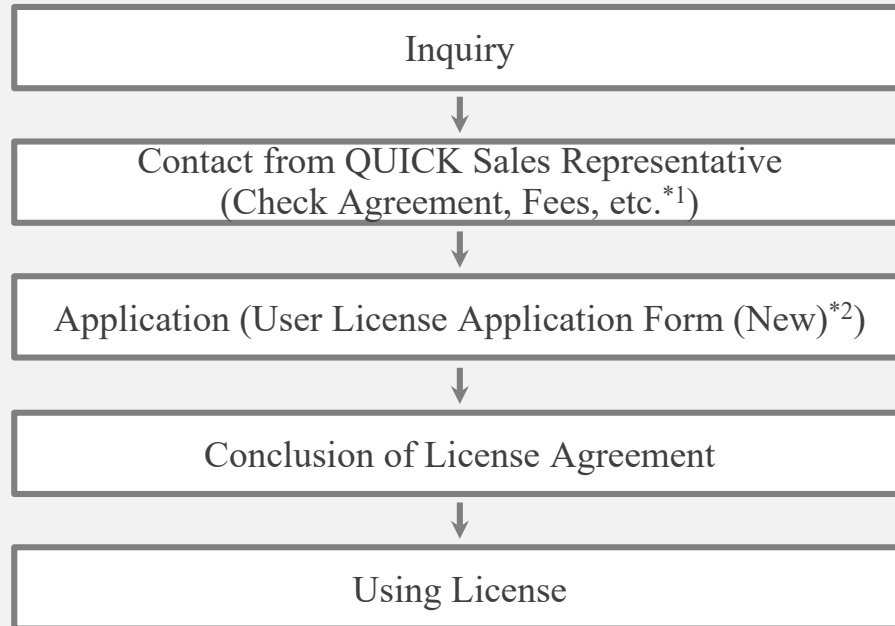 Inquiry
Contact from QUICK Sales Representative
(Check Agreement, Fees, etc.*1)
Application (User License Application Form (New)*2)
Conclusion of License Agreement
Using License